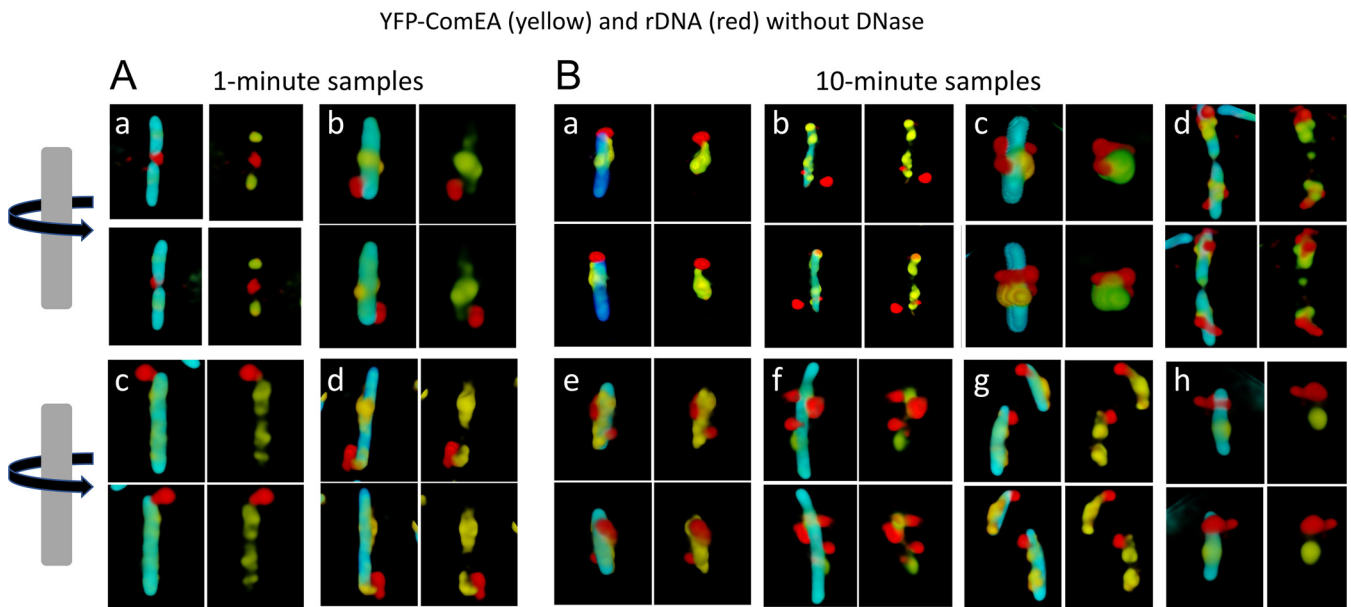 YFP-ComEA (yellow) and rDNA (red) without DNase
A 1-minute samples
B 10-minute samples
a
b
a
b
c
d
c
d
e
f
g
h